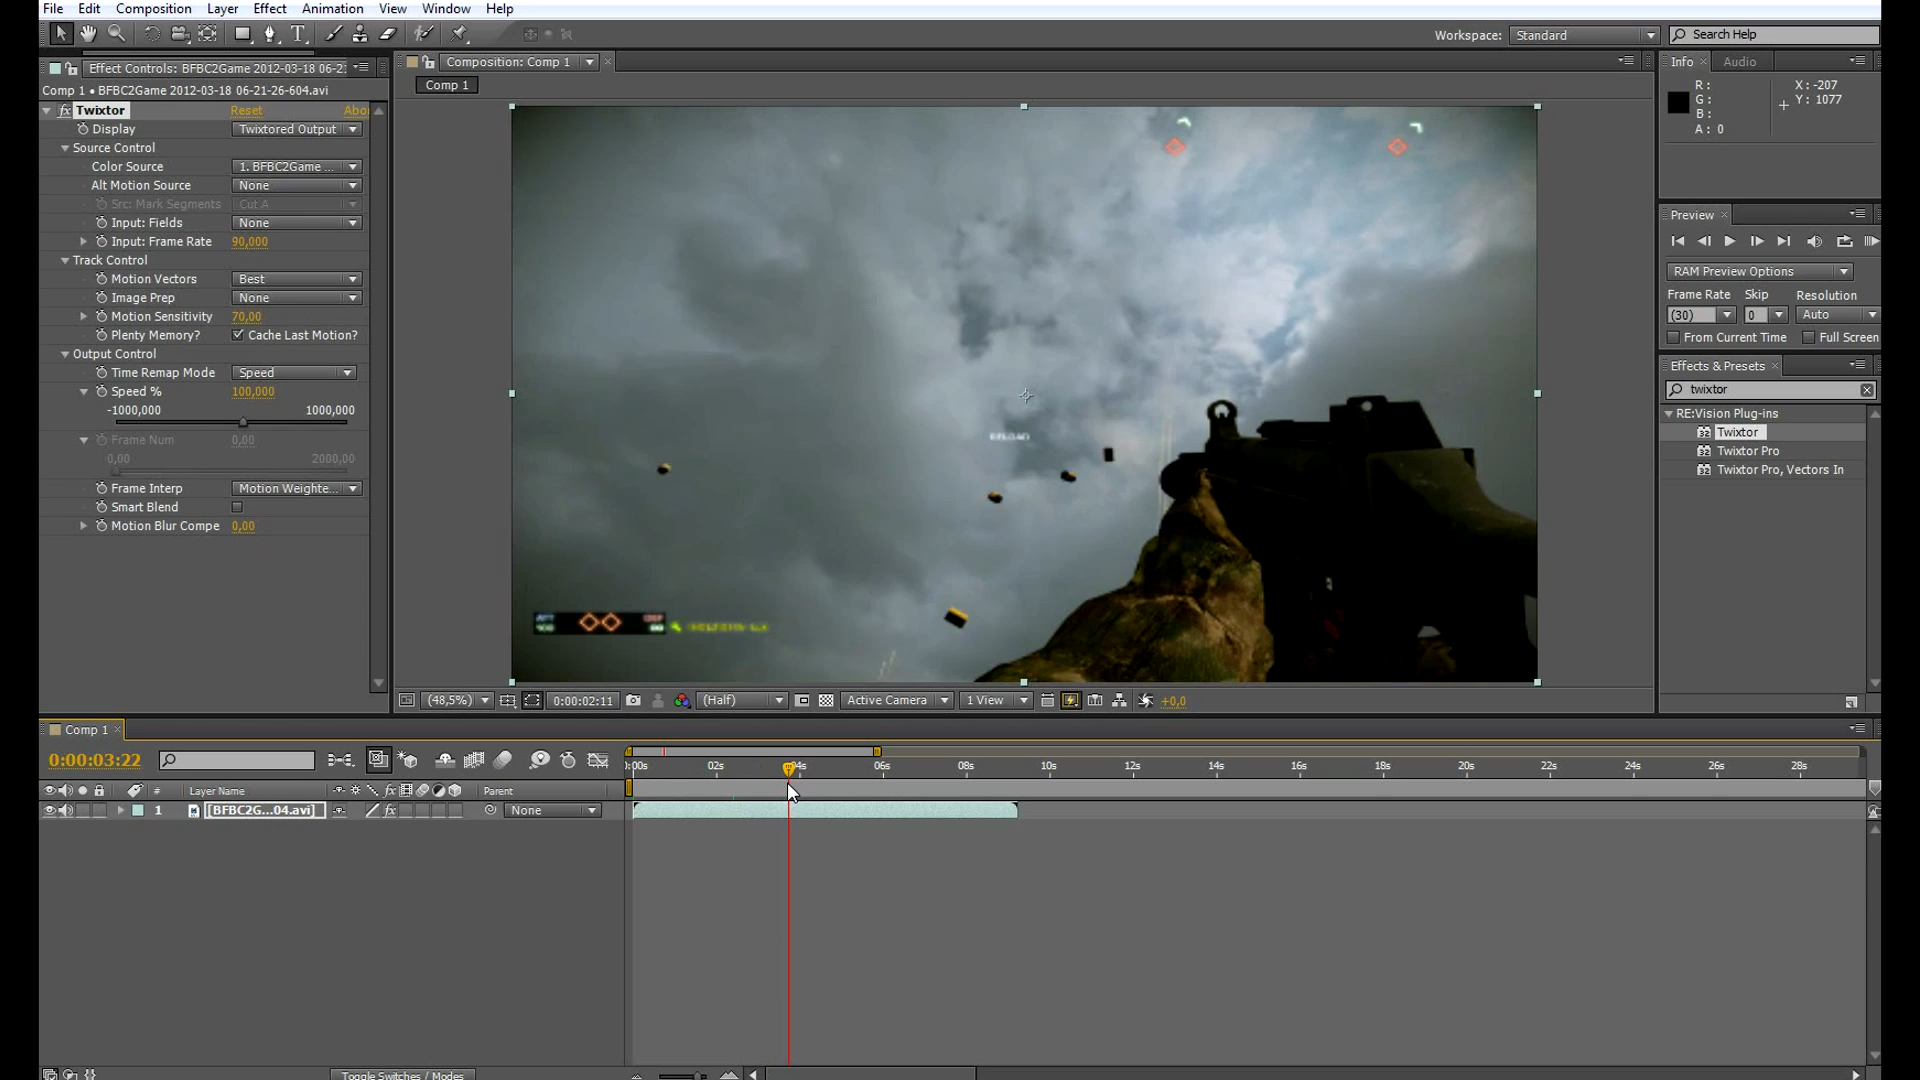 File Edit Composition Layer Effect Animation View Window Help
Workspace: Standard Search Help
Effect Controls: BFBC2Game 2012-03-18 06-21
Comp 1 • BFBC2Game 2012-03-18 06-21-26-604.avi
Twixtor Reset Abo
Display Twixtored Output
Source Control
Color Source 1. BFBC2Game ...
Alt Motion Source None
Src: Mark Segments Cut A
Input: Fields None
Input: Frame Rate 90,000
Track Control
Motion Vectors Best
Image Prep None
Motion Sensitivity 70,00
Plenty Memory? Cache Last Motion?
Output Control
Time Remap Mode Speed
Speed % 100,000
-1000,000 1000,000
Frame Num 0,00
0,00 2000,00
Frame Interp Motion Weighte...
Smart Blend
Motion Blur Compe 0,00
Composition: Comp 1
Comp 1
RELOAD
(48,5%) 0:00:02:11 (Half) Active Camera 1 View +0,0
Info Audio
R: X: -207
G: Y: 1077
B:
A: 0
Preview
RAM Preview Options
Frame Rate Skip Resolution
(30) 0 Auto
From Current Time Full Screen
Effects & Presets
twixtor
RE:Vision Plug-ins
Twixtor
Twixtor Pro
Twixtor Pro, Vectors In
Comp 1
0:00:03:22
:00s 02s 04s 06s 08s 10s 12s 14s 16s 18s 20s 22s 24s 26s 28s
# Layer Name Parent
1 [BFBC2G...04.avi] None
Toggle Switches / Modes